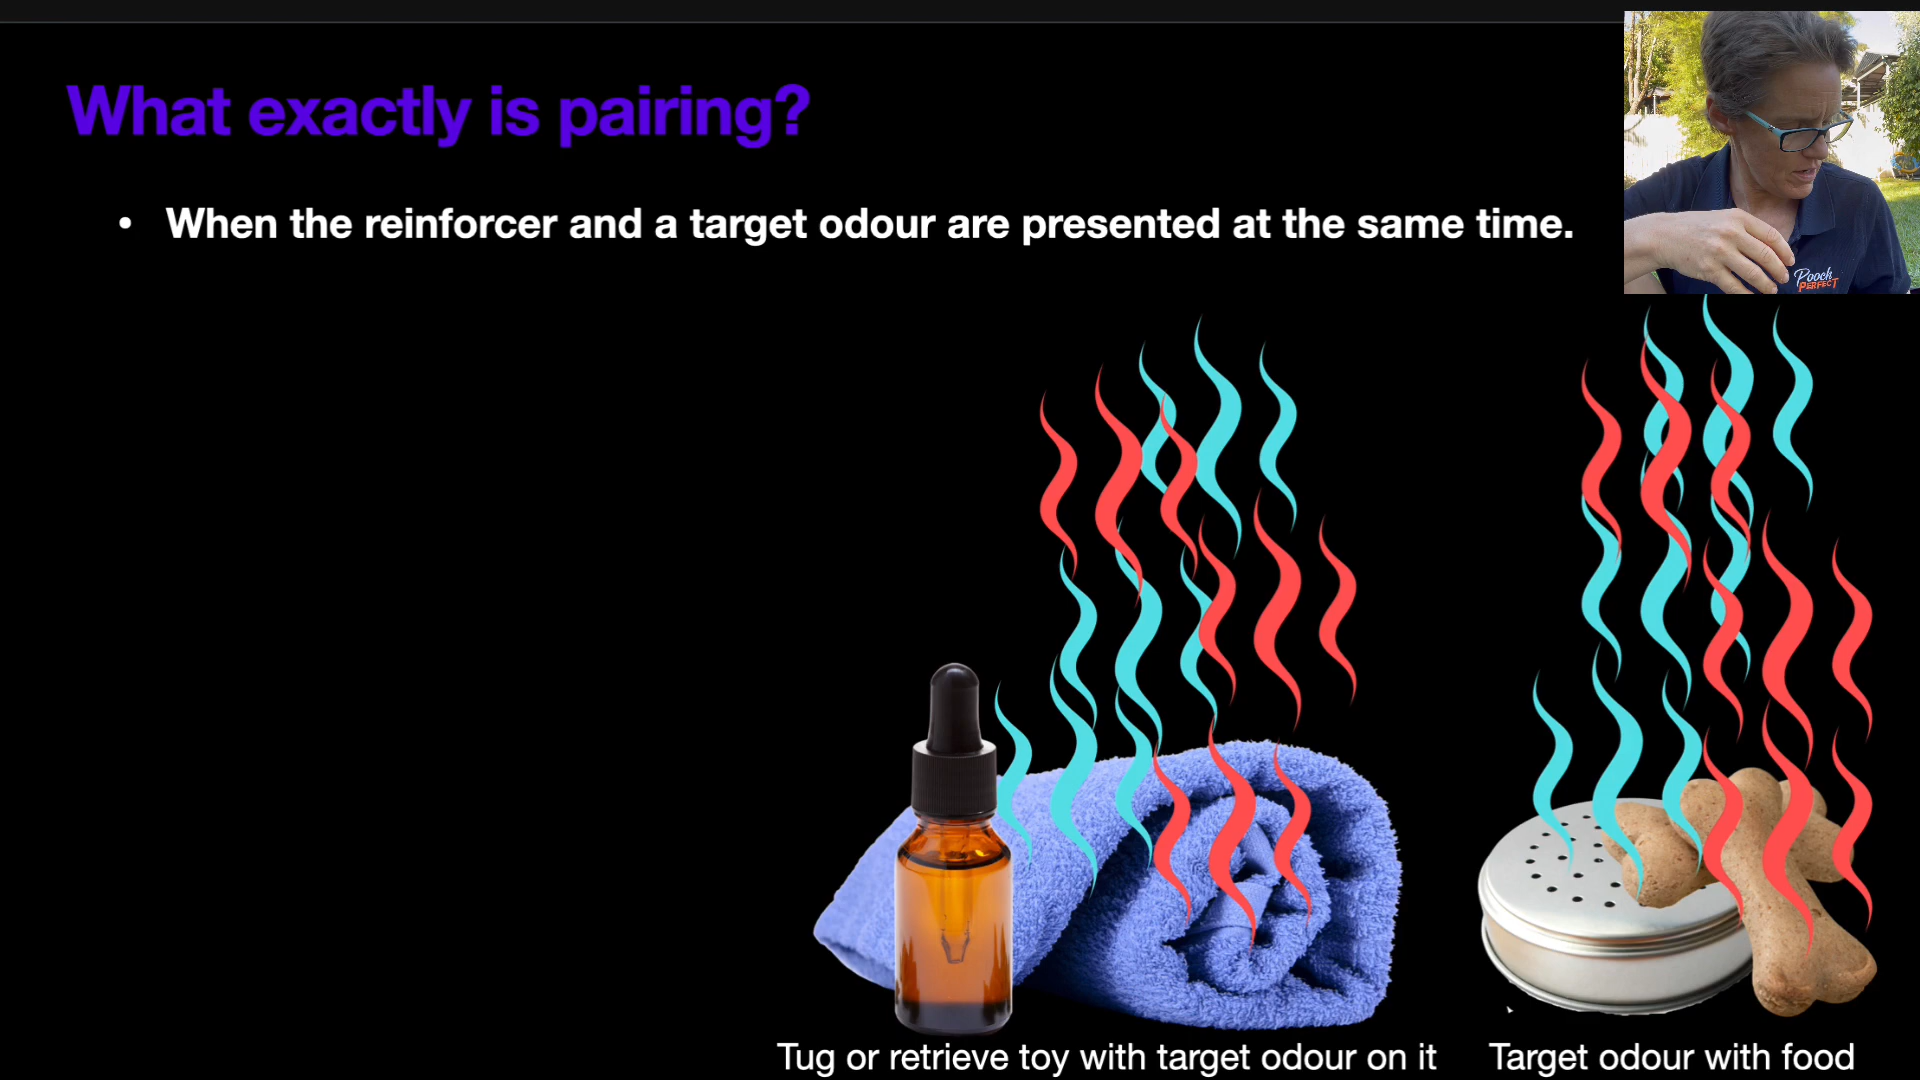 What exactly is pairing?
• When the reinforcer and a target odour are presented at the same time.
Pooch
PERFECT
Tug or retrieve toy with target odour on it
Target odour with food